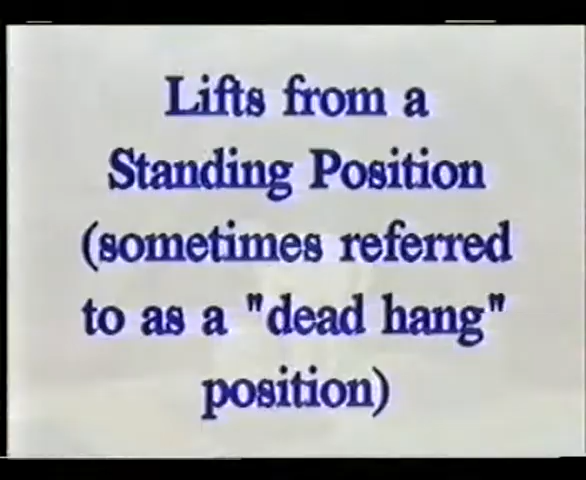 Lifts from a
Standing Position
(sometimes referred
to as a "dead hang"
position)